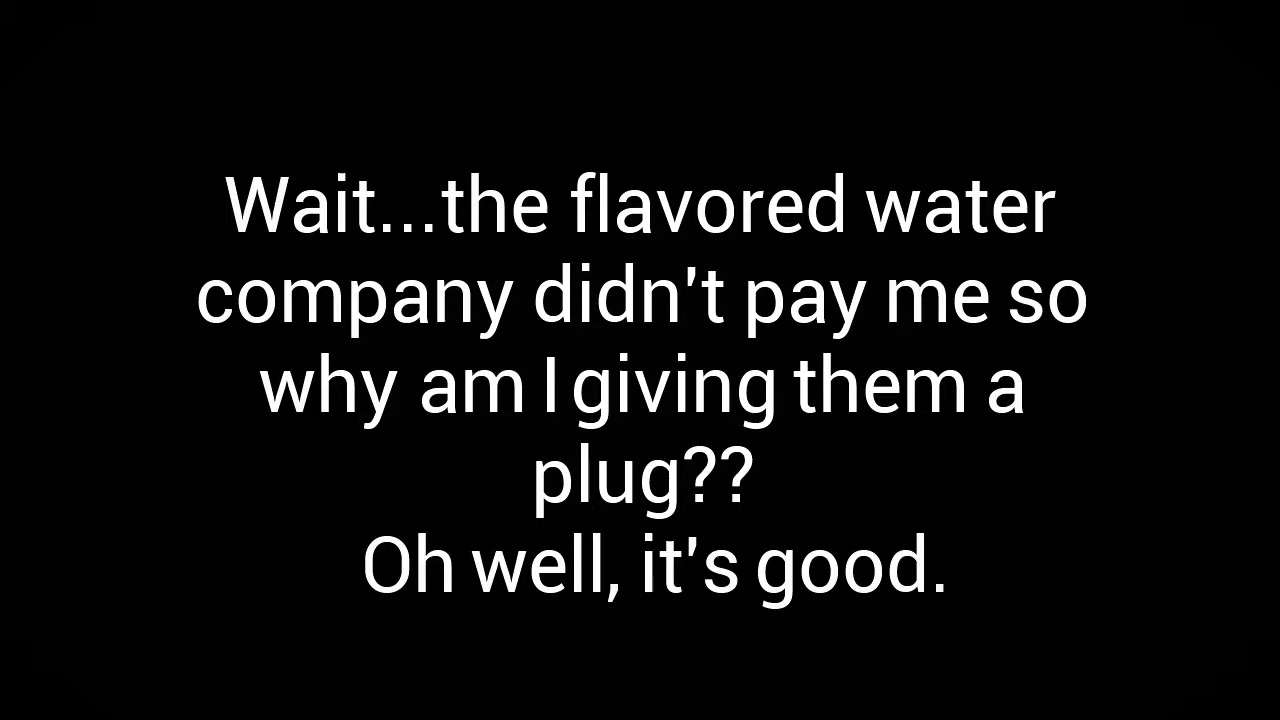 Wait...the flavored water
company didn't pay me so
why am I giving them a
plug??
Oh well, it's good.